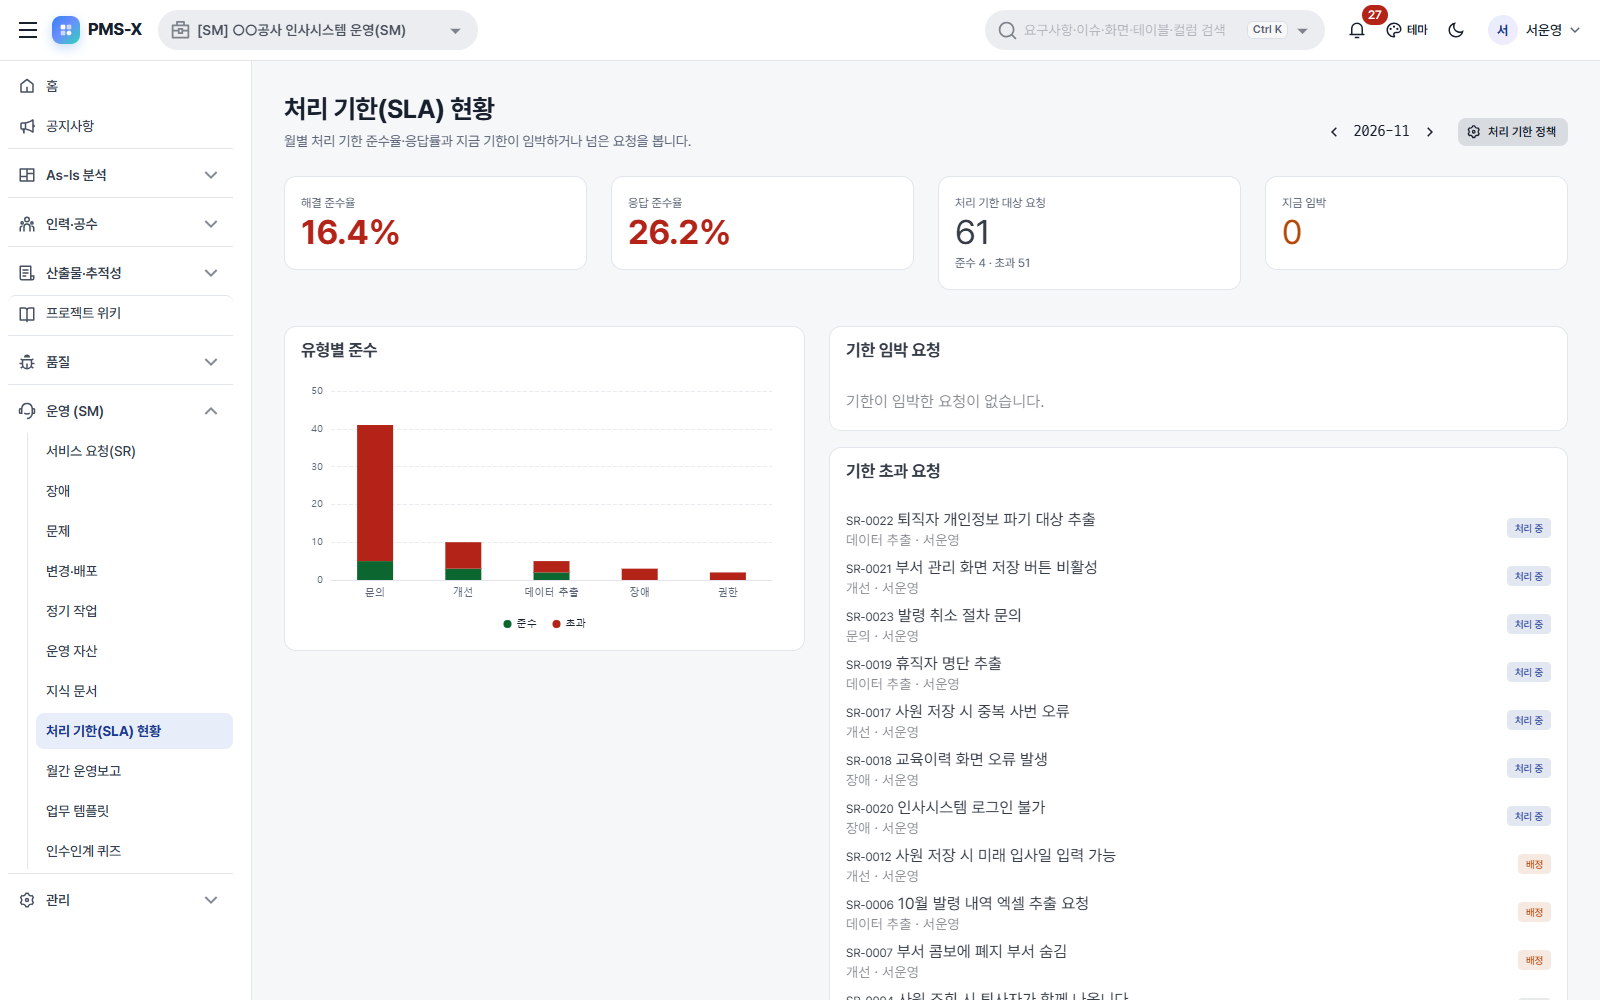 PMS-X
[SM] ○○공사 인사시스템 운영(SM)
요구사항·이슈·화면·테이블·컬럼 검색
Ctrl K
27
테마
서
서운영
홈
공지사항
As-Is 분석
인력·공수
산출물·추적성
프로젝트 위키
품질
운영 (SM)
서비스 요청(SR)
장애
문제
변경·배포
정기 작업
운영 자산
지식 문서
처리 기한(SLA) 현황
월간 운영보고
업무 템플릿
인수인계 퀴즈
관리
처리 기한(SLA) 현황
월별 처리 기한 준수율·응답률과 지금 기한이 임박하거나 넘은 요청을 봅니다.
2026-11
처리 기한 정책
해결 준수율
16.4%
응답 준수율
26.2%
처리 기한 대상 요청
61
준수 4 · 초과 51
지금 임박
0
유형별 준수
50
40
30
20
10
0
문의
개선
데이터 추출
장애
권한
준수
초과
기한 임박 요청
기한이 임박한 요청이 없습니다.
기한 초과 요청
SR-0022 퇴직자 개인정보 파기 대상 추출
데이터 추출 · 서운영
처리 중
SR-0021 부서 관리 화면 저장 버튼 비활성
개선 · 서운영
처리 중
SR-0023 발령 취소 절차 문의
문의 · 서운영
처리 중
SR-0019 휴직자 명단 추출
데이터 추출 · 서운영
처리 중
SR-0017 사원 저장 시 중복 사번 오류
개선 · 서운영
처리 중
SR-0018 교육이력 화면 오류 발생
장애 · 서운영
처리 중
SR-0020 인사시스템 로그인 불가
장애 · 서운영
처리 중
SR-0012 사원 저장 시 미래 입사일 입력 가능
개선 · 서운영
배정
SR-0006 10월 발령 내역 엑셀 추출 요청
데이터 추출 · 서운영
배정
SR-0007 부서 콤보에 폐지 부서 숨김
개선 · 서운영
배정
SR-0004 사원 조회 시 퇴사자가 함께 나옵니다